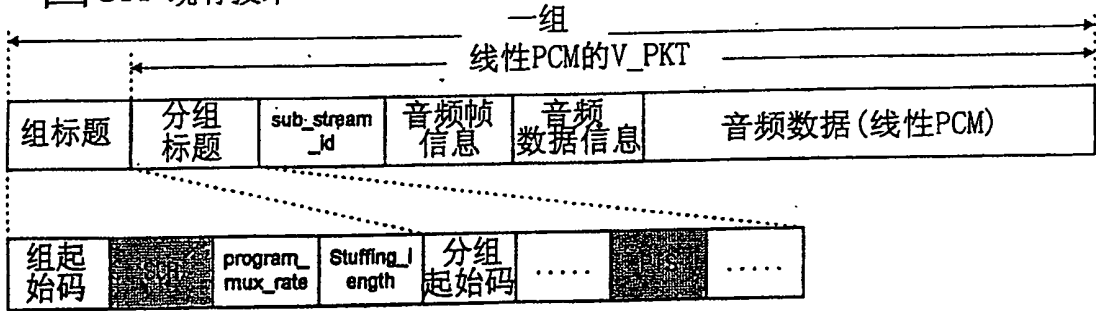 一组
线性PCM的V_PKT
组标题
分组
标题
sub_stream
_id
音频帧
信息
音频
数据信息
音频数据(线性PCM)
组起
始码
SCR
program_
mux_rate
Stuffing_l
ength
分组
起始码
.....
PTS
.....